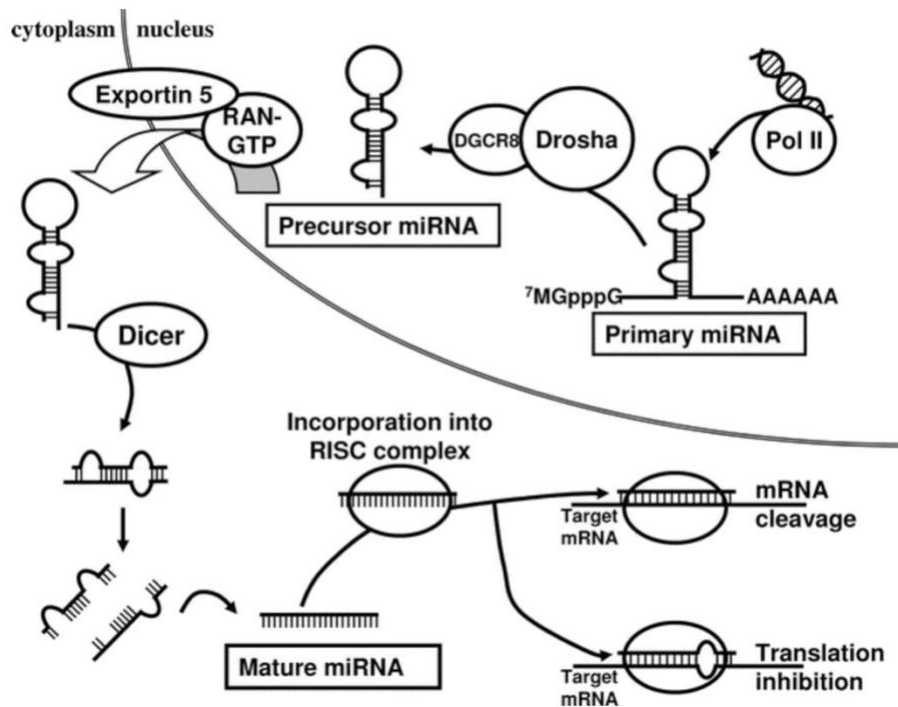 cytoplasm nucleus
Exportin 5
RAN-
GTP
DGCR8
Drosha
Pol II
Precursor miRNA
⁷MGpppG
AAAAAA
Primary miRNA
Dicer
Incorporation into
RISC complex
Target
mRNA
mRNA
cleavage
Mature miRNA
Target
mRNA
Translation
inhibition